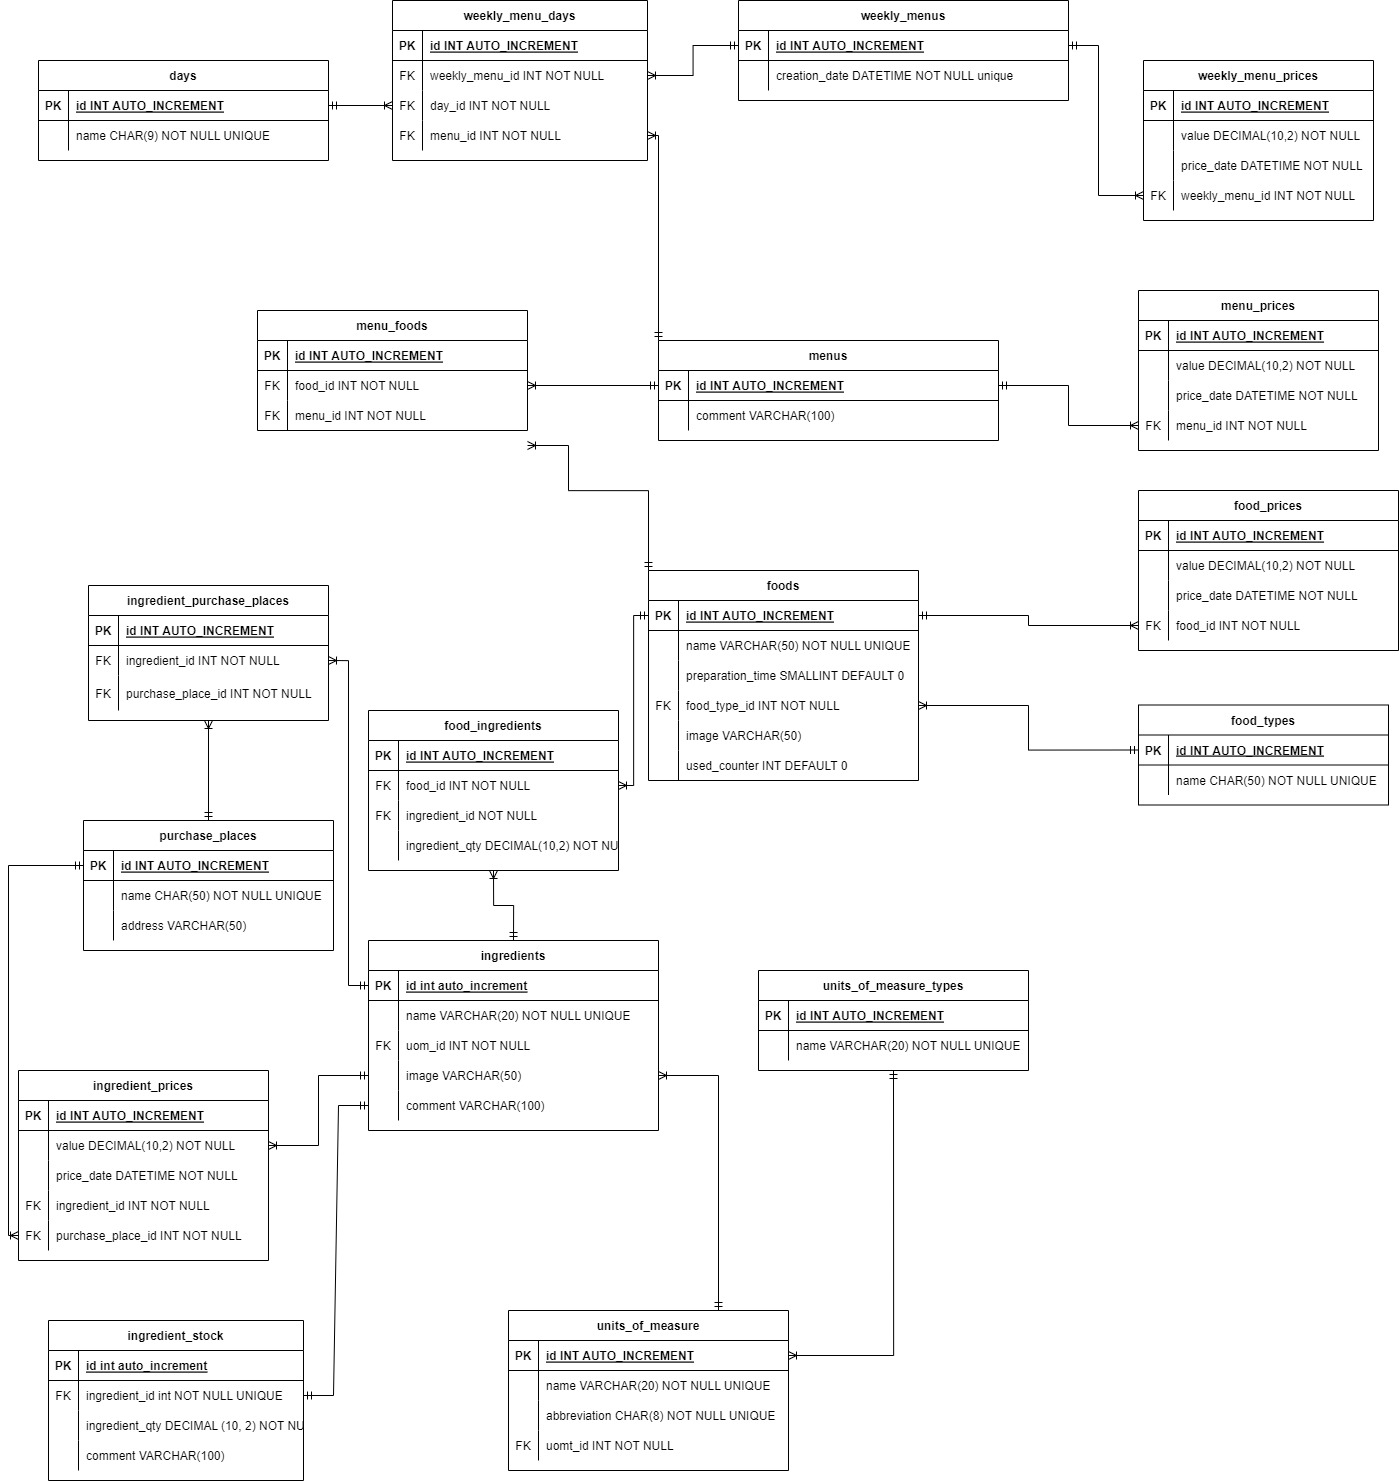 weekly_menu_days
PK id INT AUTO_INCREMENT
FK weekly_menu_id INT NOT NULL
FK day_id INT NOT NULL
FK menu_id INT NOT NULL
weekly_menus
PK id INT AUTO_INCREMENT
creation_date DATETIME NOT NULL unique
days
PK id INT AUTO_INCREMENT
name CHAR(9) NOT NULL UNIQUE
weekly_menu_prices
PK id INT AUTO_INCREMENT
value DECIMAL(10,2) NOT NULL
price_date DATETIME NOT NULL
FK weekly_menu_id INT NOT NULL
menu_foods
PK id INT AUTO_INCREMENT
FK food_id INT NOT NULL
FK menu_id INT NOT NULL
menus
PK id INT AUTO_INCREMENT
comment VARCHAR(100)
menu_prices
PK id INT AUTO_INCREMENT
value DECIMAL(10,2) NOT NULL
price_date DATETIME NOT NULL
FK menu_id INT NOT NULL
food_prices
PK id INT AUTO_INCREMENT
value DECIMAL(10,2) NOT NULL
price_date DATETIME NOT NULL
FK food_id INT NOT NULL
foods
PK id INT AUTO_INCREMENT
name VARCHAR(50) NOT NULL UNIQUE
preparation_time SMALLINT DEFAULT 0
FK food_type_id INT NOT NULL
image VARCHAR(50)
used_counter INT DEFAULT 0
ingredient_purchase_places
PK id INT AUTO_INCREMENT
FK ingredient_id INT NOT NULL
FK purchase_place_id INT NOT NULL
food_ingredients
PK id INT AUTO_INCREMENT
FK food_id INT NOT NULL
FK ingredient_id NOT NULL
ingredient_qty DECIMAL(10,2) NOT NU
food_types
PK id INT AUTO_INCREMENT
name CHAR(50) NOT NULL UNIQUE
purchase_places
PK id INT AUTO_INCREMENT
name CHAR(50) NOT NULL UNIQUE
address VARCHAR(50)
ingredients
PK id int auto_increment
name VARCHAR(20) NOT NULL UNIQUE
FK uom_id INT NOT NULL
image VARCHAR(50)
comment VARCHAR(100)
units_of_measure_types
PK id INT AUTO_INCREMENT
name VARCHAR(20) NOT NULL UNIQUE
ingredient_prices
PK id INT AUTO_INCREMENT
value DECIMAL(10,2) NOT NULL
price_date DATETIME NOT NULL
FK ingredient_id INT NOT NULL
FK purchase_place_id INT NOT NULL
ingredient_stock
PK id int auto_increment
FK ingredient_id int NOT NULL UNIQUE
ingredient_qty DECIMAL (10, 2) NOT NU
comment VARCHAR(100)
units_of_measure
PK id INT AUTO_INCREMENT
name VARCHAR(20) NOT NULL UNIQUE
abbreviation CHAR(8) NOT NULL UNIQUE
FK uomt_id INT NOT NULL